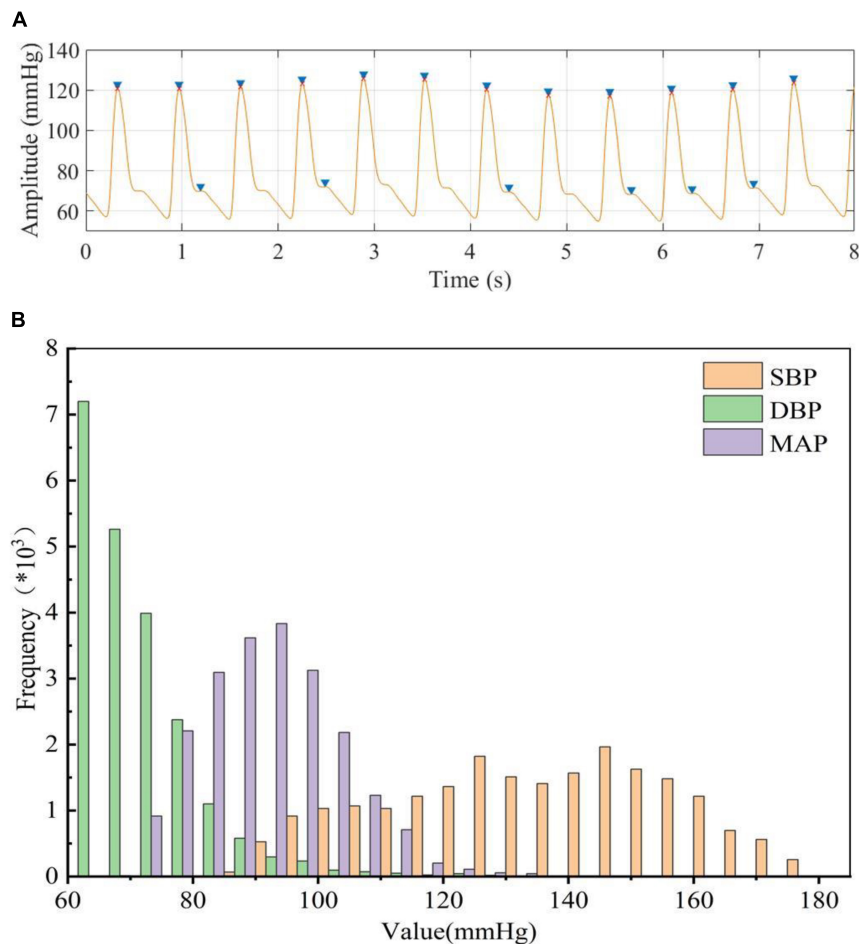 A
140
120
100
80
60
Amplitude (mmHg)
0 1 2 3 4 5 6 7 8
Time (s)
B
8
7
6
5
4
3
2
1
0
Frequency（*10³）
SBP
DBP
MAP
60 80 100 120 140 160 180
Value(mmHg)